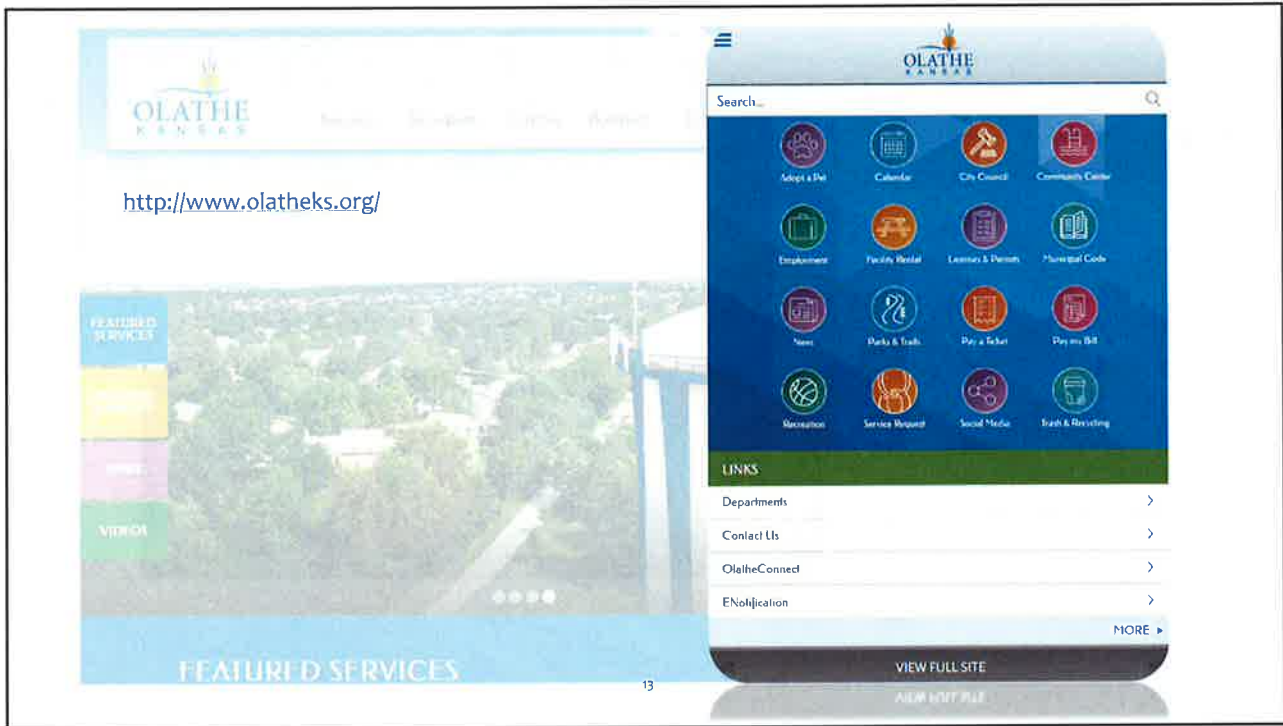 OLATHE
KANSAS
http://www.olatheks.org/
FEATURED
SERVICES
VIDEOS
FEATURED SERVICES
13
OLATHE
KANSAS
Search...
Adopt a Pet
Calendar
City Council
Community Center
Employment
Facility Rental
Licenses & Permits
Municipal Code
News
Parks & Trails
Pay a Ticket
Pay my Bill
Recreation
Service Request
Social Media
Trash & Recycling
LINKS
Departments
Contact Us
OlatheConnect
ENotification
MORE
VIEW FULL SITE